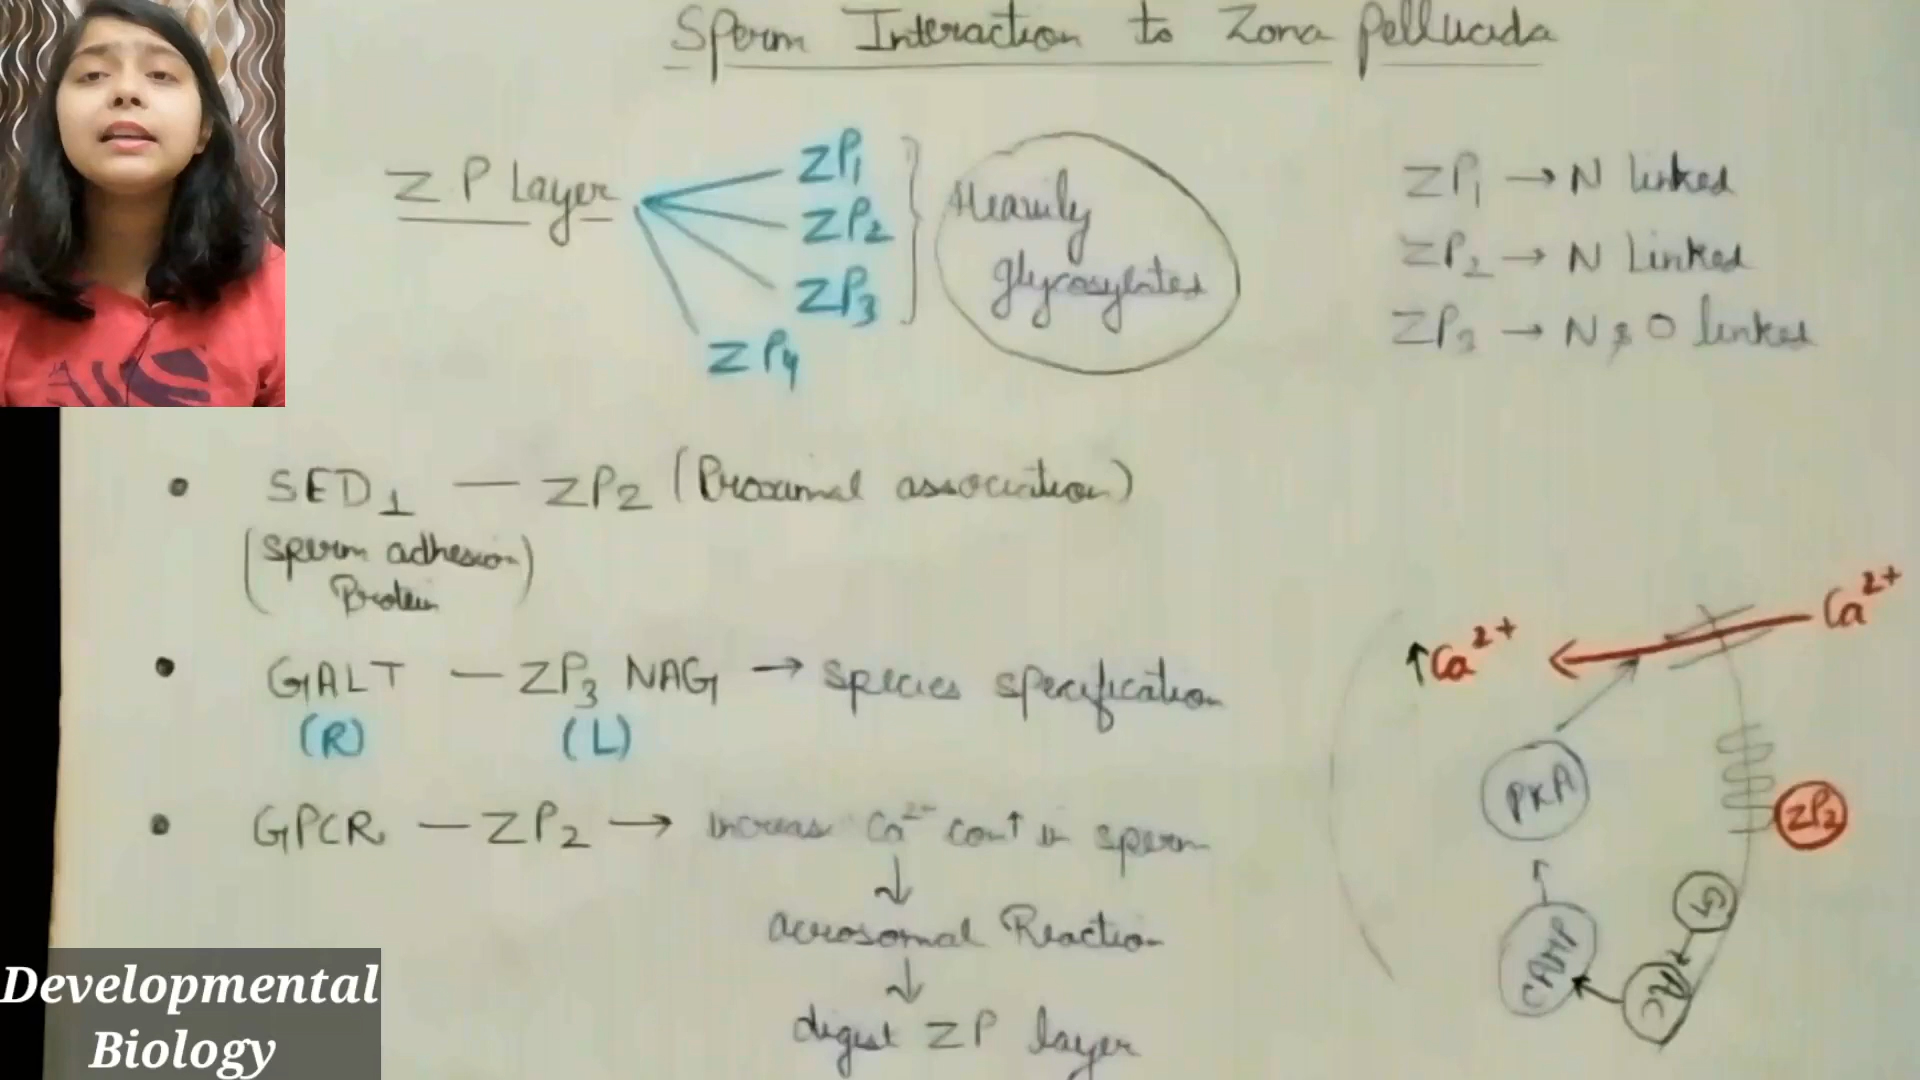 Sperm Interaction to Zona Pellucida
ZP Layer
ZP1
ZP2
ZP3
ZP4
Heavily
glycosylated
ZP1 → N linked
ZP2 → N Linked
ZP3 → N & O linked
• SED1 — ZP2 (Proximal association)
(sperm adhesion)
Protein
• GALT — ZP3 NAG → species specification
(R) (L)
• GPCR — ZP2 → increase Ca2+ con↑ in sperm
↓
acrosomal Reaction
↓
digest ZP layer
Ca2+
↑Ca2+
PKA
ZP2
G
AC
cAMP
Developmental
Biology